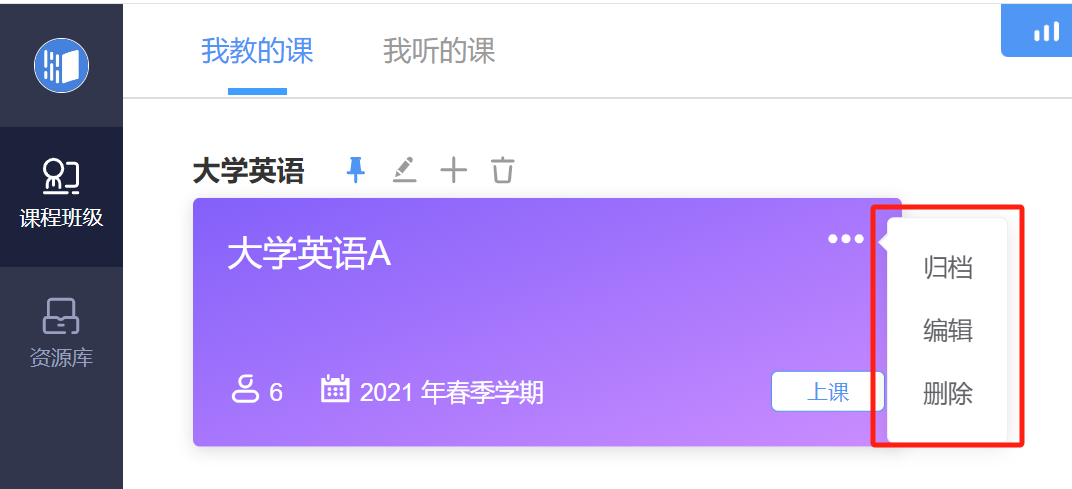 我教的课 我听的课
课程班级
资源库
大学英语
大学英语A
6 2021 年春季学期
上课
归档
编辑
删除